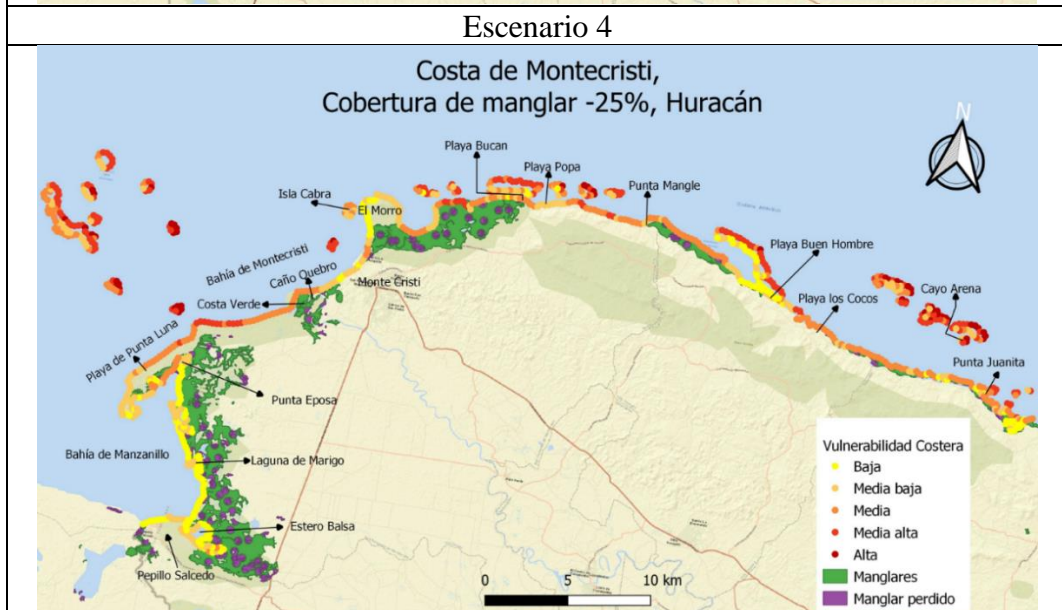 Escenario 4
Costa de Montecristi,
Cobertura de manglar -25%, Huracán
N
Playa Bucan
Playa Popa
Isla Cabra
El Morro
Punta Mangle
Bahía de Montecristi
Caño Quebro
Playa Buen Hombre
Costa Verde
Monte Cristi
Playa los Cocos
Cayo Arena
Playa de Punta Luna
Punta Juanita
Punta Eposa
Bahía de Manzanillo
Laguna de Marigo
Estero Balsa
Pepillo Salcedo
Vulnerabilidad Costera
Baja
Media baja
Media
Media alta
Alta
Manglares
Manglar perdido
0 5 10 km